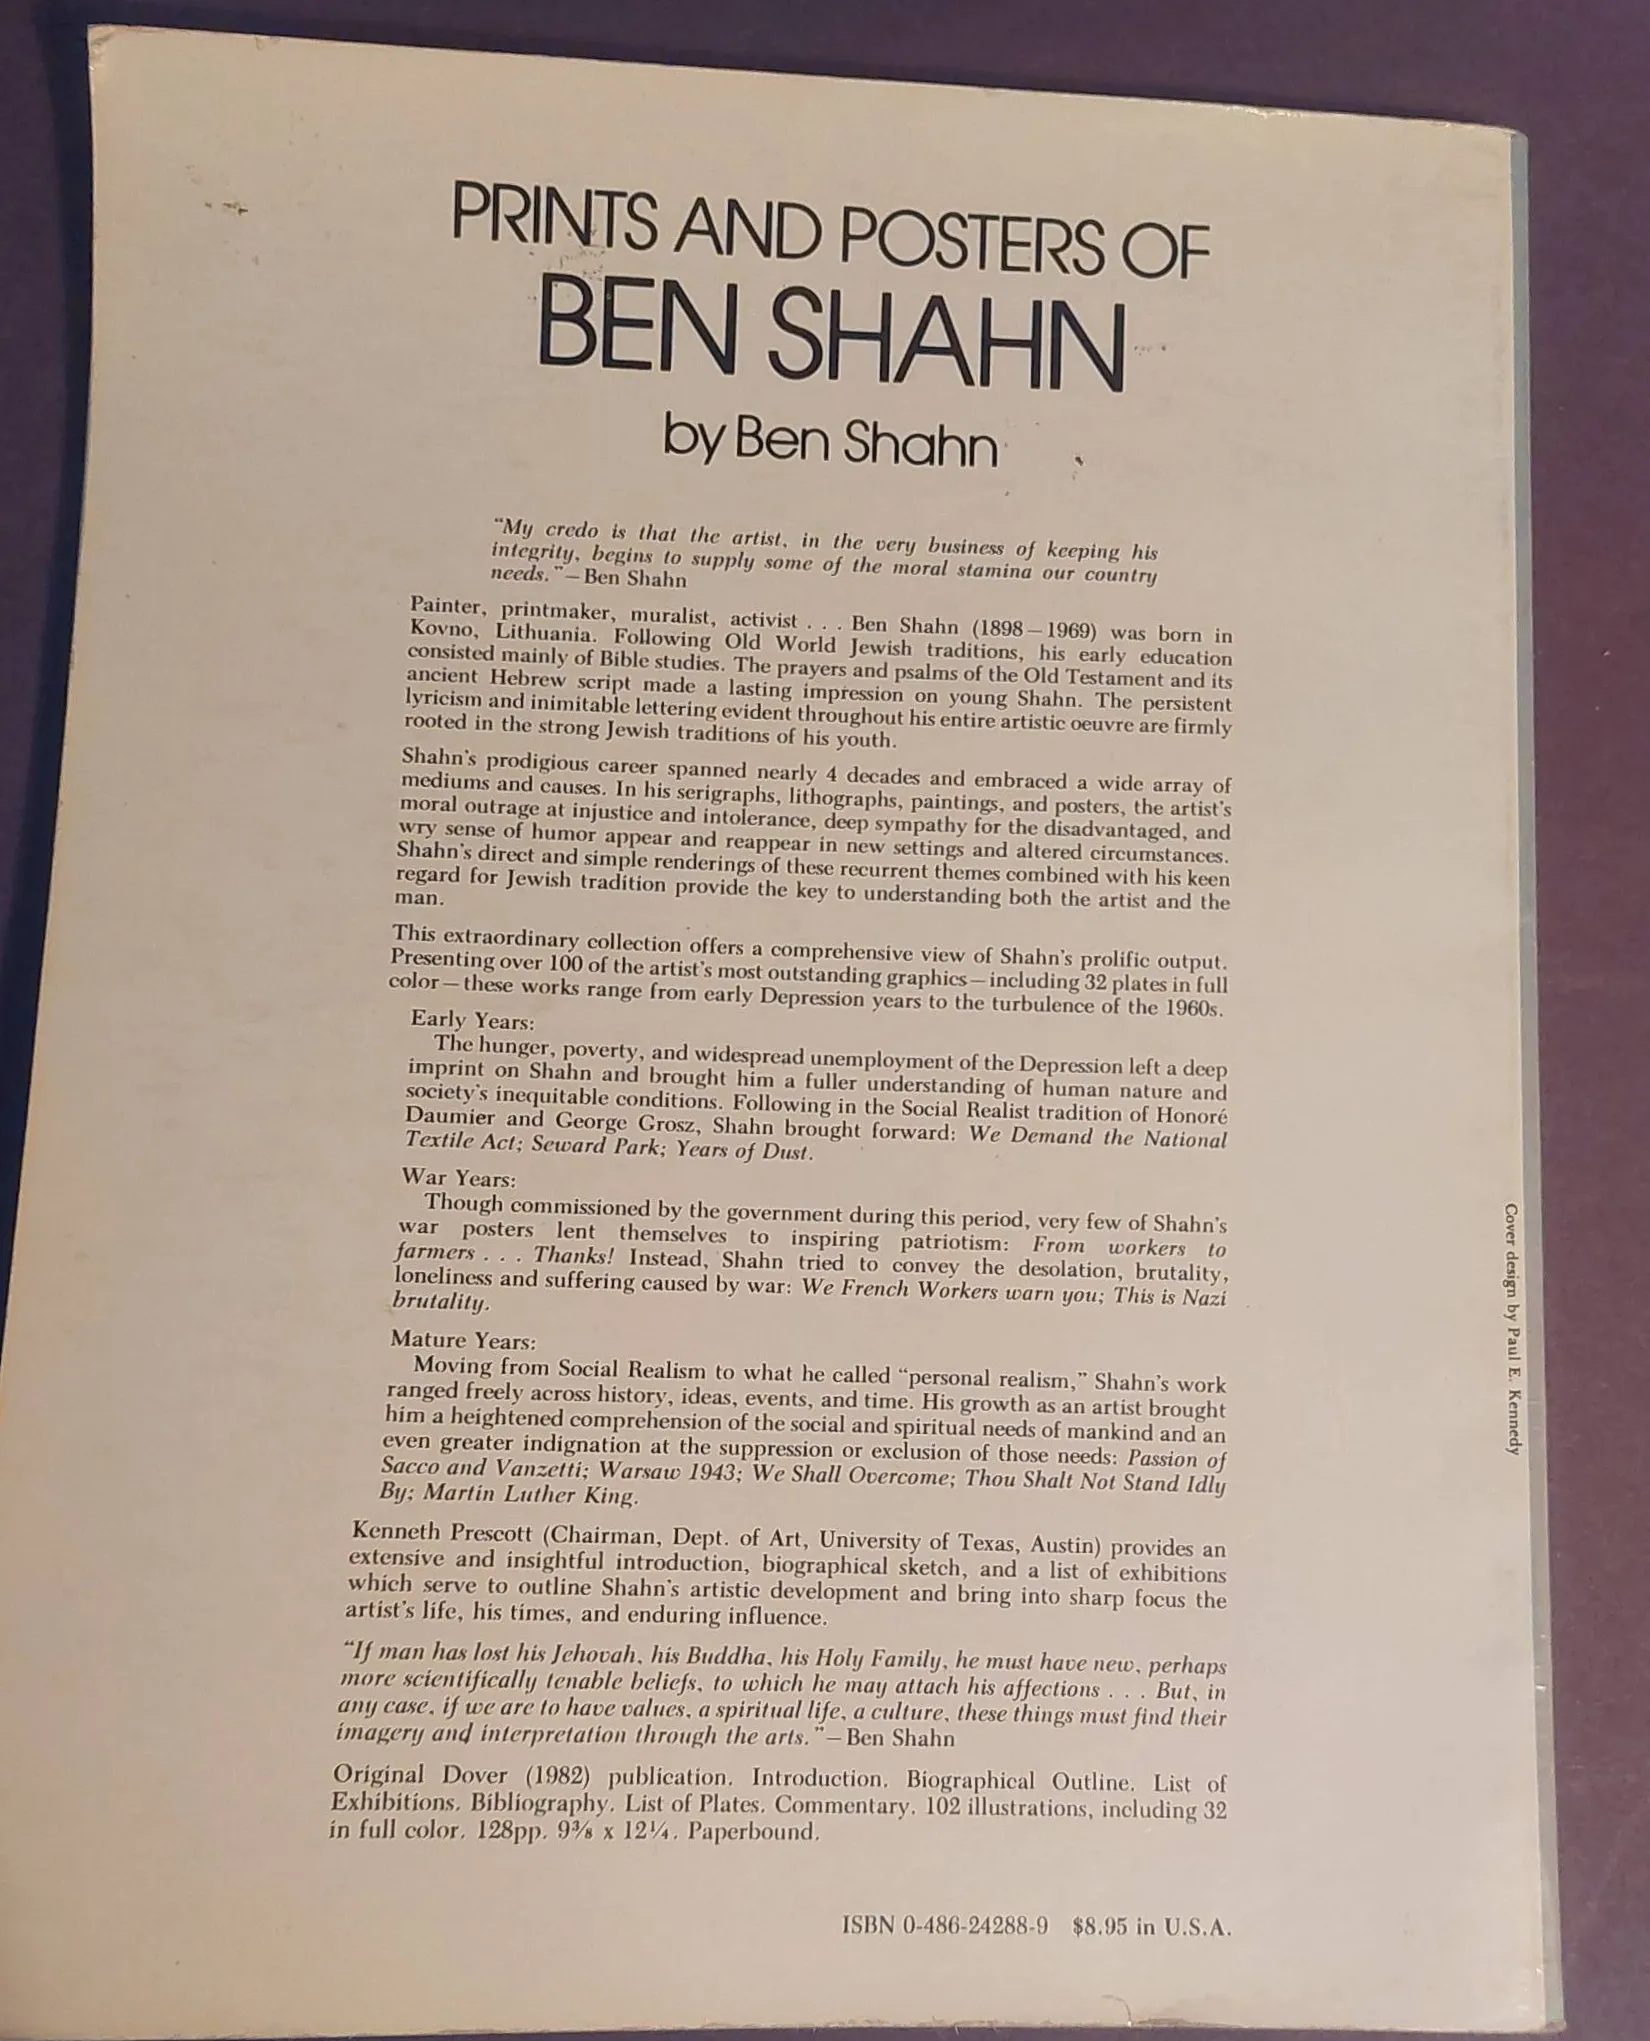 PRINTS AND POSTERS OF
BEN SHAHN
by Ben Shahn
"My credo is that the artist, in the very business of keeping his
integrity, begins to supply some of the moral stamina our country
needs."—Ben Shahn
Painter, printmaker, muralist, activist . . . Ben Shahn (1898–1969) was born in
Kovno, Lithuania. Following Old World Jewish traditions, his early education
consisted mainly of Bible studies. The prayers and psalms of the Old Testament and its
ancient Hebrew script made a lasting impression on young Shahn. The persistent
lyricism and inimitable lettering evident throughout his entire artistic oeuvre are firmly
rooted in the strong Jewish traditions of his youth.
Shahn's prodigious career spanned nearly 4 decades and embraced a wide array of
mediums and causes. In his serigraphs, lithographs, paintings, and posters, the artist's
moral outrage at injustice and intolerance, deep sympathy for the disadvantaged, and
wry sense of humor appear and reappear in new settings and altered circumstances.
Shahn's direct and simple renderings of these recurrent themes combined with his keen
regard for Jewish tradition provide the key to understanding both the artist and the
man.
This extraordinary collection offers a comprehensive view of Shahn's prolific output.
Presenting over 100 of the artist's most outstanding graphics—including 32 plates in full
color—these works range from early Depression years to the turbulence of the 1960s.
Early Years:
The hunger, poverty, and widespread unemployment of the Depression left a deep
imprint on Shahn and brought him a fuller understanding of human nature and
society's inequitable conditions. Following in the Social Realist tradition of Honoré
Daumier and George Grosz, Shahn brought forward: We Demand the National
Textile Act; Seward Park; Years of Dust.
War Years:
Though commissioned by the government during this period, very few of Shahn's
war posters lent themselves to inspiring patriotism: From workers to
farmers . . . Thanks! Instead, Shahn tried to convey the desolation, brutality,
loneliness and suffering caused by war: We French Workers warn you; This is Nazi
brutality.
Mature Years:
Moving from Social Realism to what he called "personal realism," Shahn's work
ranged freely across history, ideas, events, and time. His growth as an artist brought
him a heightened comprehension of the social and spiritual needs of mankind and an
even greater indignation at the suppression or exclusion of those needs: Passion of
Sacco and Vanzetti; Warsaw 1943; We Shall Overcome; Thou Shalt Not Stand Idly
By; Martin Luther King.
Kenneth Prescott (Chairman, Dept. of Art, University of Texas, Austin) provides an
extensive and insightful introduction, biographical sketch, and a list of exhibitions
which serve to outline Shahn's artistic development and bring into sharp focus the
artist's life, his times, and enduring influence.
"If man has lost his Jehovah, his Buddha, his Holy Family, he must have new, perhaps
more scientifically tenable beliefs, to which he may attach his affections . . . But, in
any case, if we are to have values, a spiritual life, a culture, these things must find their
imagery and interpretation through the arts."—Ben Shahn
Original Dover (1982) publication. Introduction. Biographical Outline. List of
Exhibitions. Bibliography. List of Plates. Commentary. 102 illustrations, including 32
in full color. 128pp. 9⅜ x 12¼. Paperbound.
ISBN 0-486-24288-9 $8.95 in U.S.A.
Cover design by Paul E. Kennedy